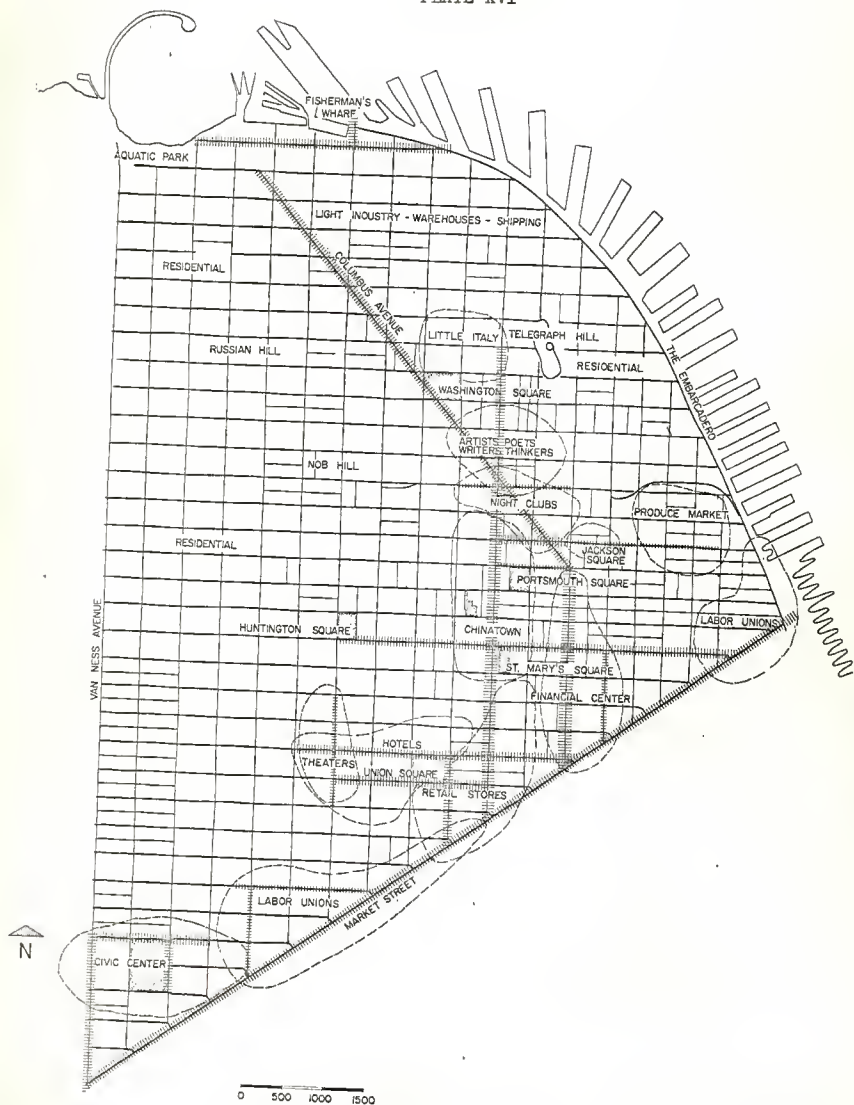 PLATE XVI
FISHERMAN'S
WHARF
AQUATIC PARK
LIGHT INDUSTRY - WAREHOUSES - SHIPPING
RESIDENTIAL
COLUMBUS AVENUE
LITTLE ITALY
TELEGRAPH HILL
RUSSIAN HILL
RESIDENTIAL
THE EMBARCADERO
WASHINGTON SQUARE
ARTISTS POETS
WRITERS THINKERS
NOB HILL
NIGHT CLUBS
PRODUCE MARKET
RESIDENTIAL
JACKSON
SQUARE
PORTSMOUTH SQUARE
VAN NESS AVENUE
HUNTINGTON SQUARE
CHINATOWN
LABOR UNIONS
ST. MARY'S SQUARE
FINANCIAL CENTER
HOTELS
THEATERS
UNION SQUARE
RETAIL STORES
LABOR UNIONS
MARKET STREET
N
CIVIC CENTER
0 500 1000 1500